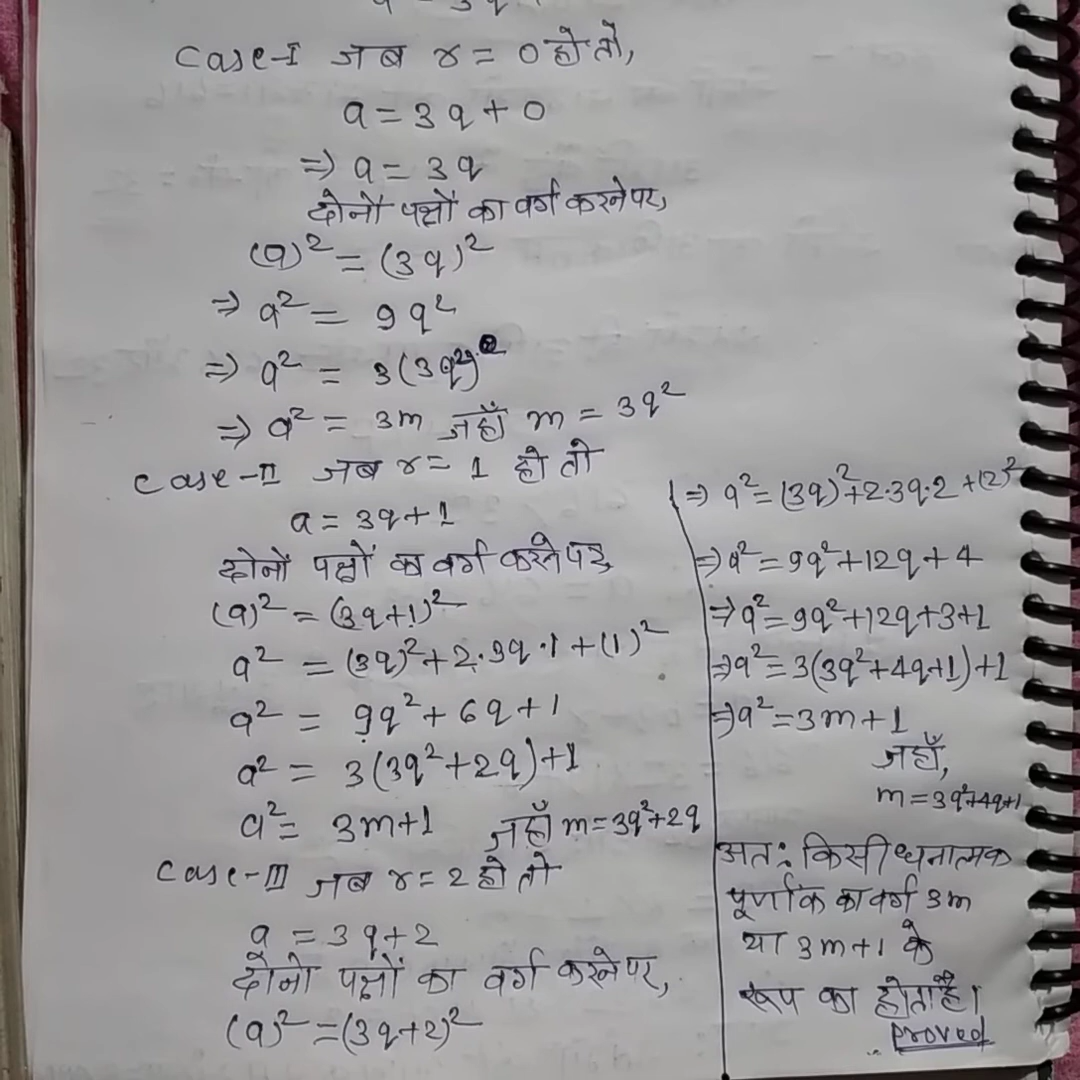 Case-I जब r = 0 हो तो,
a = 3q + 0
=> a = 3q
दोनों पक्षों का वर्ग करने पर,
(a)² = (3q)²
=> a² = 9q²
=> a² = 3(3q²)
=> a² = 3m जहाँ m = 3q²
Case-II जब r = 1 हो तो
a = 3q+1
दोनों पक्षों का वर्ग करने पर,
(a)² = (3q+1)²
a² = (3q)²+2·3q·1+(1)²
a² = 9q²+6q+1
a² = 3(3q²+2q)+1
a² = 3m+1 जहाँ m=3q²+2q
Case-III जब r=2 हो तो
a = 3q+2
दोनों पक्षों का वर्ग करने पर,
(a)² =(3q+2)²
=> a²=(3q)²+2·3q·2+(2)²
=> a²=9q²+12q+4
=> a²=9q²+12q+3+1
=> a²=3(3q²+4q+1)+1
=> a²=3m+1
जहाँ,
m=3q²+4q+1
अत: किसी धनात्मक
पूर्णांक का वर्ग 3m
या 3m+1 के
रूप का होता है।
Proved